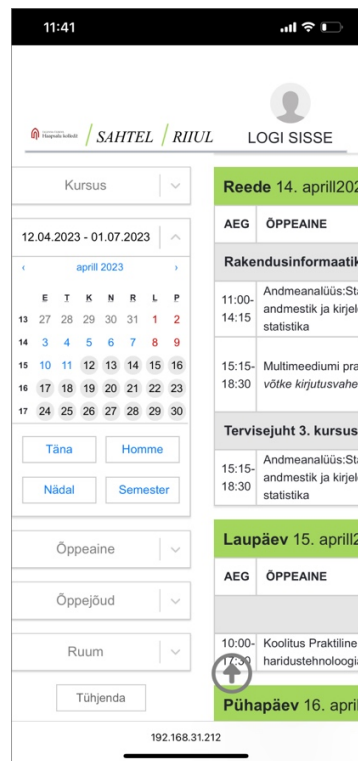 11:41
Haapsalu kolledž
SAHTEL
RIIUL
LOGI SISSE
Kursus
12.04.2023 - 01.07.2023
‹ aprill 2023 ›
E T K N R L P
13 27 28 29 30 31 1 2
14 3 4 5 6 7 8 9
15 10 11 12 13 14 15 16
16 17 18 19 20 21 22 23
17 24 25 26 27 28 29 30
Täna
Homme
Nädal
Semester
Õppeaine
Õppejõud
Ruum
Tühjenda
Reede 14. aprill202
AEG ÕPPEAINE
Rakendusinformaatik
11:00-
14:15
Andmeanalüüs:Sta
andmestik ja kirjel
statistika
15:15-
18:30
Multimeediumi pra
võtke kirjutusvahe
Tervisejuht 3. kursus
15:15-
18:30
Andmeanalüüs:Sta
andmestik ja kirjel
statistika
Laupäev 15. aprill2
AEG ÕPPEAINE
10:00-
17:30
Koolitus Praktiline
haridustehnoloogia
Pühapäev 16. april
192.168.31.212